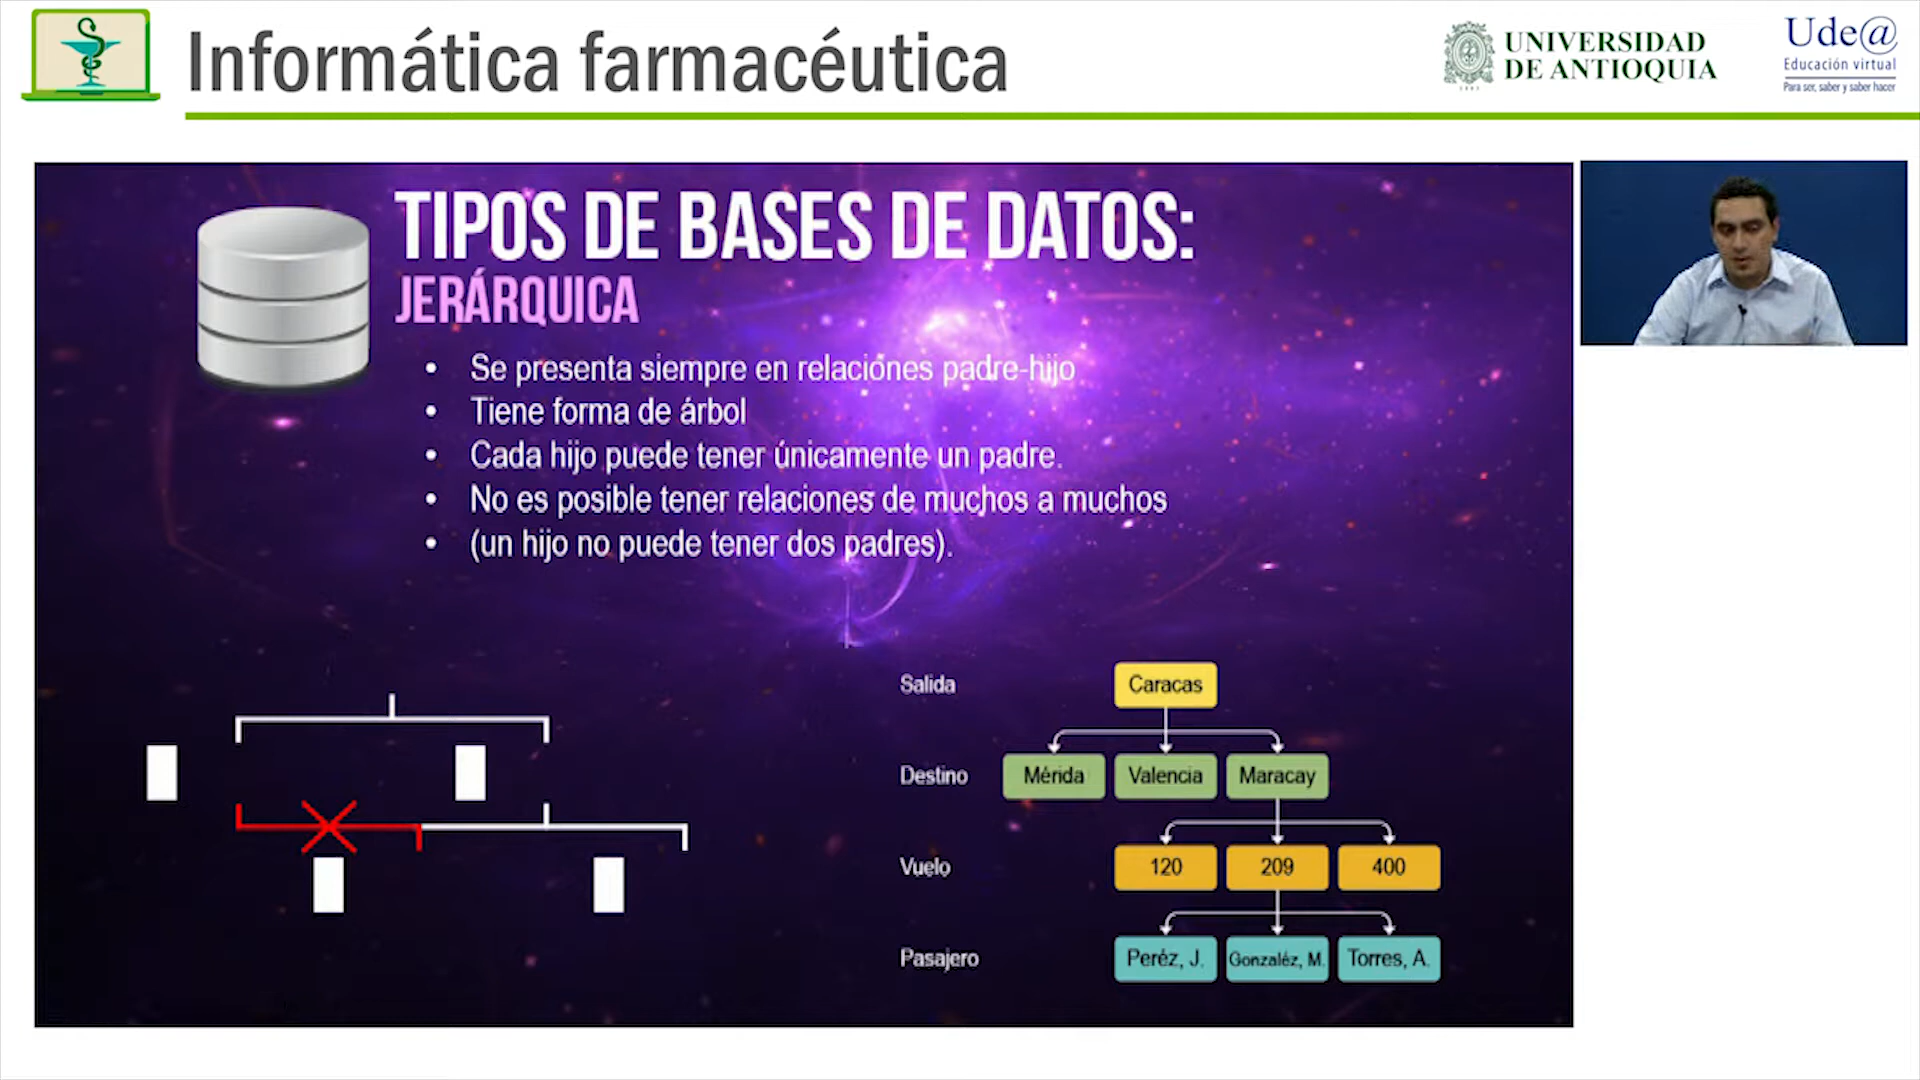 Informática farmacéutica
UNIVERSIDAD
DE ANTIOQUIA
Ude@
Educación virtual
Para ser, saber y saber hacer
TIPOS DE BASES DE DATOS:
JERÁRQUICA
• Se presenta siempre en relaciónes padre-hijo
• Tiene forma de árbol
• Cada hijo puede tener únicamente un padre.
• No es posible tener relaciones de muchos a muchos
• (un hijo no puede tener dos padres).
Salida Caracas
Destino Mérida Valencia Maracay
Vuelo 120 209 400
Pasajero Peréz, J. Gonzaléz, M. Torres, A.